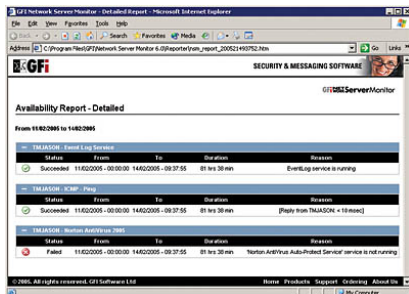 GFI Network Server Monitor - Detailed Report - Microsoft Internet Explorer
File Edit View Favorites Tools Help
Back Search Favorites Media
Address C:\Program Files\GFI\Network Server Monitor 6.0\Reporter\nsm_report_200521493752.htm Go Links
GFi SECURITY & MESSAGING SOFTWARE
GFi ServerMonitor
Availability Report - Detailed
From 11/02/2005 to 14/02/2005
TMJASON - Event Log Service
Status From To Duration Reason
Succeeded 11/02/2005 - 00:00:00 14/02/2005 - 09:37:55 81 hrs 38 min EventLog service is running
TMJASON - ICMP - Ping
Status From To Duration Reason
Succeeded 11/02/2005 - 00:00:00 14/02/2005 - 09:37:55 81 hrs 38 min [Reply from TMJASON: < 10 msec]
TMJASON - Norton AntiVirus 2005
Status From To Duration Reason
Failed 11/02/2005 - 00:00:00 14/02/2005 - 09:37:55 81 hrs 38 min 'Norton AntiVirus Auto-Protect Service' service is not running
© 2005. All rights reserved. GFI Software Ltd Home Products Support Ordering About Us
My Computer